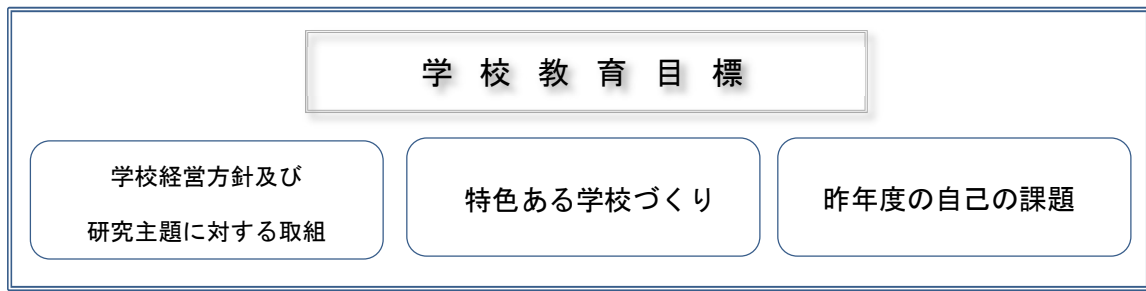 学校教育目標
学校経営方針及び
研究主題に対する取組
特色ある学校づくり
昨年度の自己の課題